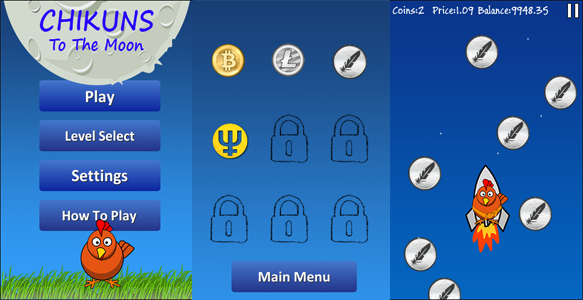 CHIKUNS
To The Moon
Play
Level Select
Settings
How To Play
Main Menu
Coins:2 Price:1.09 Balance:9948.35